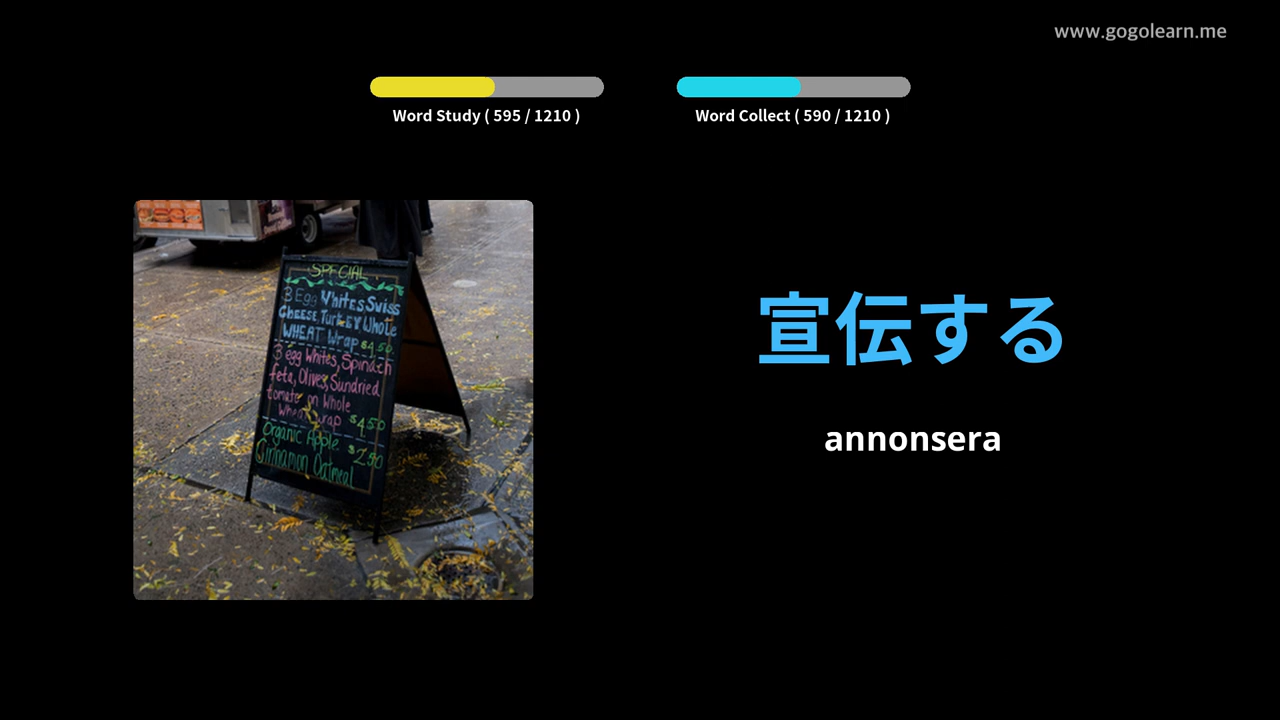 www.gogolearn.me
Word Study ( 595 / 1210 )
Word Collect ( 590 / 1210 )
SPECIAL
3 Egg Whites Swiss
Cheese, Turkey Whole
WHEAT Wrap $4.50
3 egg Whites, Spinach
feta, Olives, Sundried
tomato on Whole
Wheat Wrap $4.50
Organic Apple
Cinnamon Oatmeal $2.50
宣伝する
annonsera